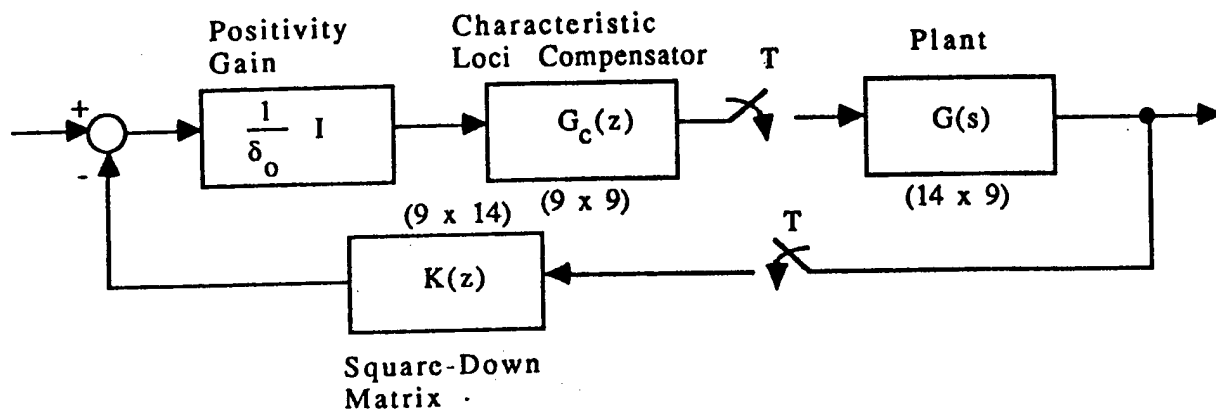 Positivity
Gain
Characteristic
Loci Compensator
Plant
T
+
-
1
δo
I
Gc(z)
G(s)
(9 x 14)
(9 x 9)
(14 x 9)
T
K(z)
Square-Down
Matrix